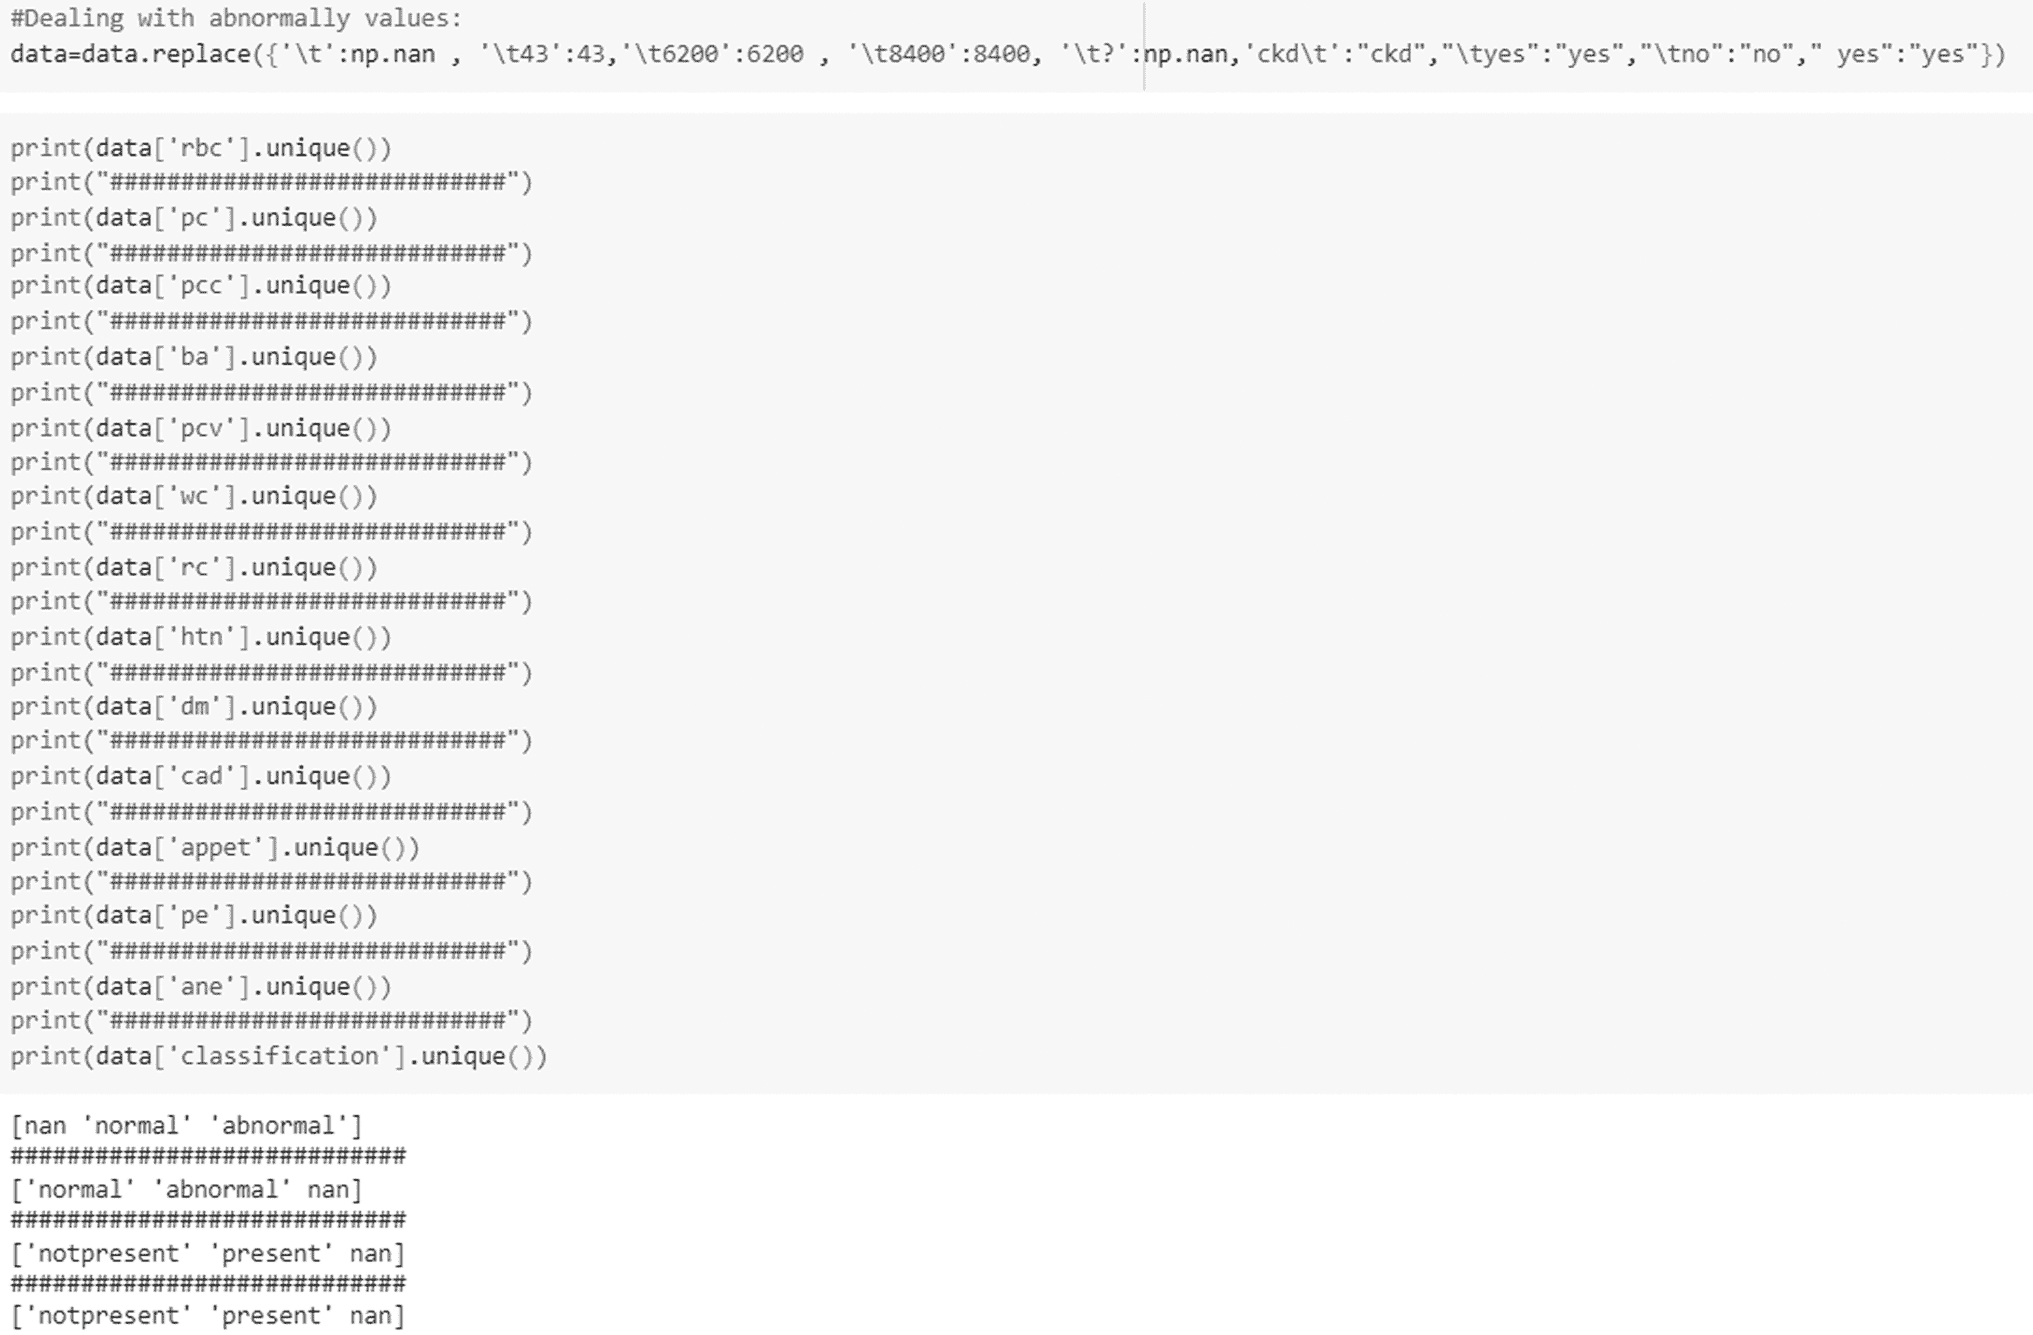 #Dealing with abnormally values:
data=data.replace({'\t':np.nan , '\t43':43,'\t6200':6200 , '\t8400':8400, '\t?':np.nan,'ckd\t':"ckd","\tyes":"yes","\tno":"no"," yes":"yes"})
print(data['rbc'].unique())
print("############################")
print(data['pc'].unique())
print("############################")
print(data['pcc'].unique())
print("############################")
print(data['ba'].unique())
print("############################")
print(data['pcv'].unique())
print("############################")
print(data['wc'].unique())
print("############################")
print(data['rc'].unique())
print("############################")
print(data['htn'].unique())
print("############################")
print(data['dm'].unique())
print("############################")
print(data['cad'].unique())
print("############################")
print(data['appet'].unique())
print("############################")
print(data['pe'].unique())
print("############################")
print(data['ane'].unique())
print("############################")
print(data['classification'].unique())
[nan 'normal' 'abnormal']
############################
['normal' 'abnormal' nan]
############################
['notpresent' 'present' nan]
############################
['notpresent' 'present' nan]